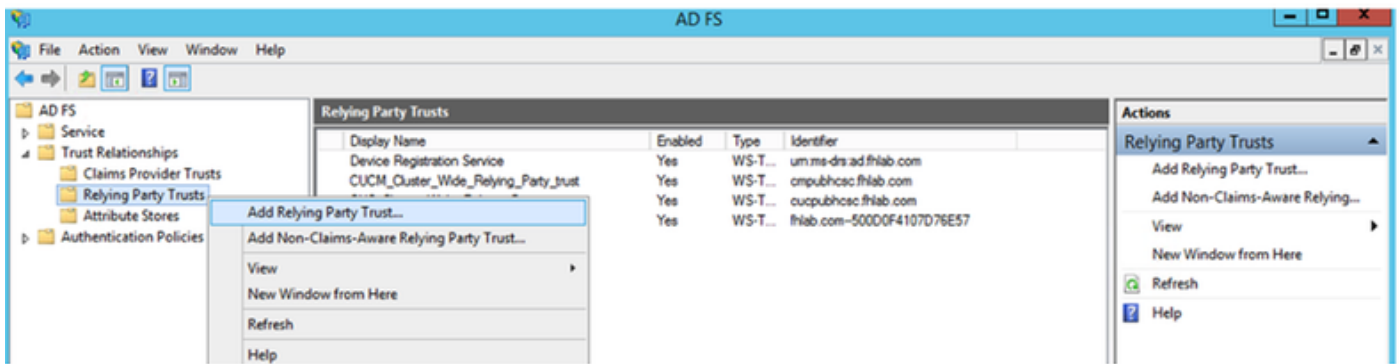 AD FS
File Action View Window Help
AD FS
Service
Trust Relationships
Claims Provider Trusts
Relying Party Trusts
Attribute Stores
Authentication Policies
Relying Party Trusts
Display Name Enabled Type Identifier
Device Registration Service Yes WS-T... urn:ms-drs:ad.fhlab.com
CUCM_Cluster_Wide_Relying_Party_trust Yes WS-T... cmpubhcsc.fhlab.com
Yes WS-T... cucpubhcsc.fhlab.com
Yes WS-T... fhlab.com--500D0F4107D76E57
Add Relying Party Trust...
Add Non-Claims-Aware Relying Party Trust...
View
New Window from Here
Refresh
Help
Actions
Relying Party Trusts
Add Relying Party Trust...
Add Non-Claims-Aware Relying...
View
New Window from Here
Refresh
Help